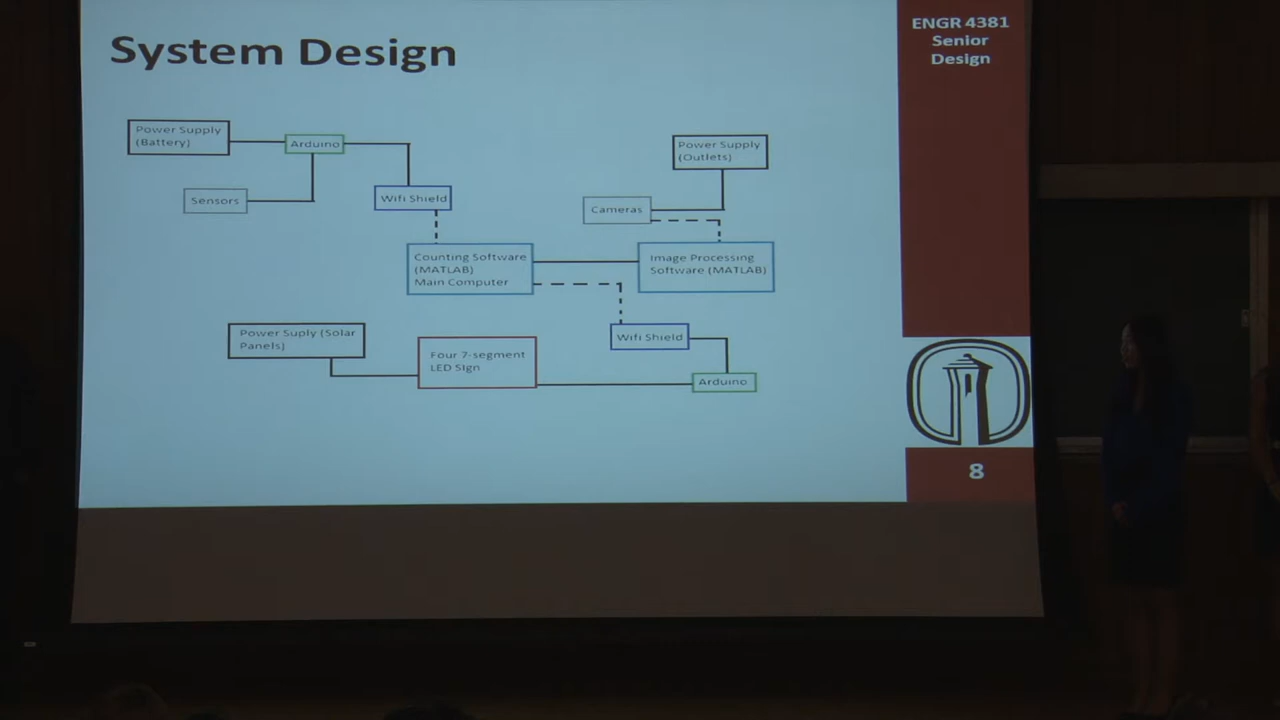 System Design
ENGR 4381
Senior
Design
Power Supply
(Battery)
Arduino
Sensors
Wifi Shield
Power Supply
(Outlets)
Cameras
Counting Software
(MATLAB)
Main Computer
Image Processing
Software (MATLAB)
Power Suply (Solar
Panels)
Four 7-segment
LED Sign
Wifi Shield
Arduino
8